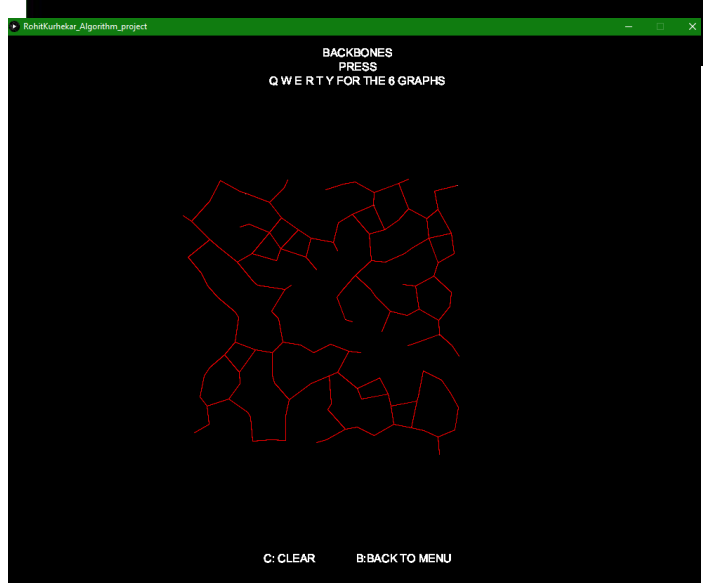 RohitKurhekar_Algorithm_project
BACKBONES
PRESS
Q W E R T Y FOR THE 6 GRAPHS
C: CLEAR B:BACK TO MENU